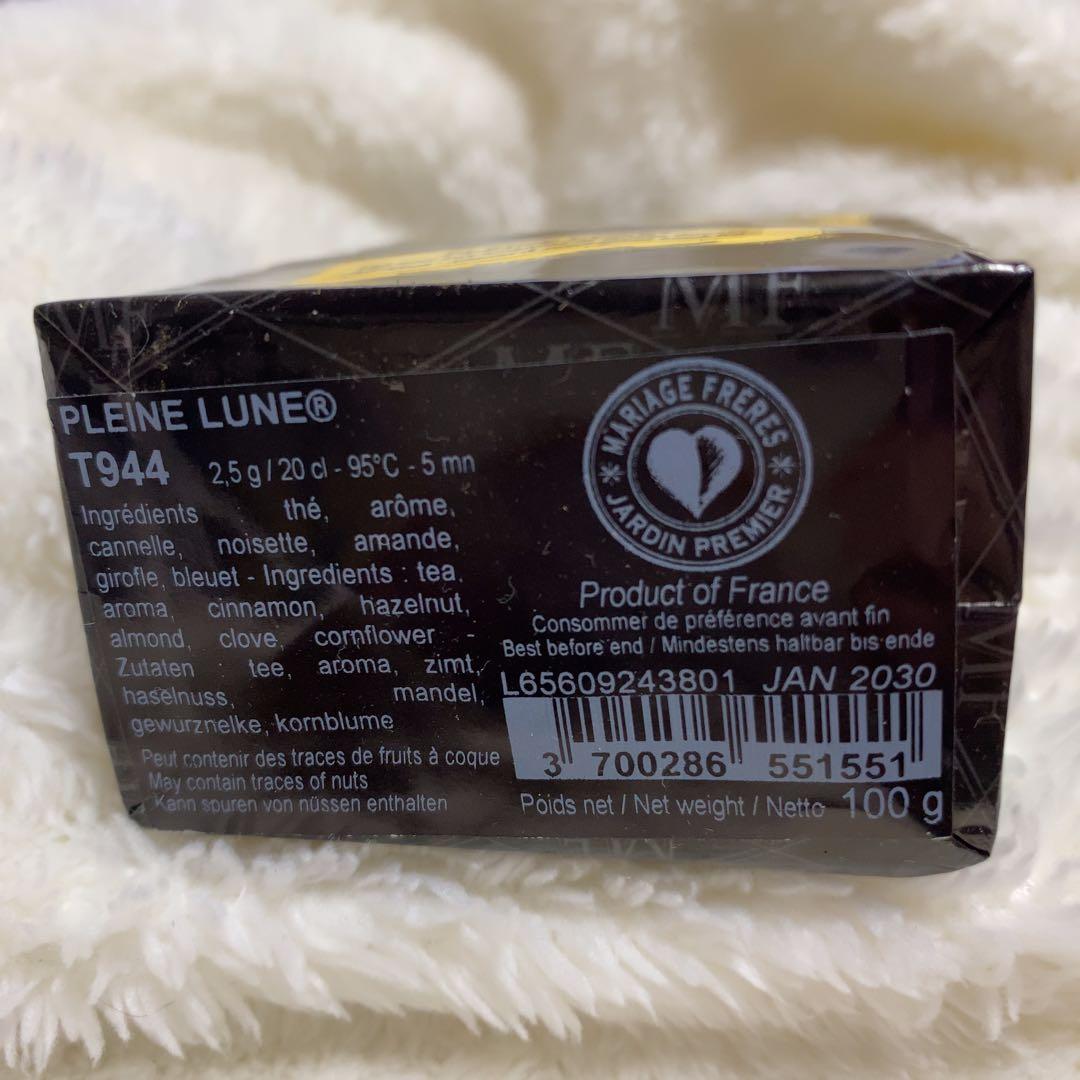 MF
PLEINE LUNE®
T944 2,5 g / 20 cl - 95°C - 5 mn
Ingrédients thé, arôme,
cannelle, noisette, amande,
girofle, bleuet - Ingredients : tea,
aroma, cinnamon, hazelnut,
almond, clove, cornflower -
Zutaten : tee, aroma, zimt,
haselnuss, mandel,
gewurznelke, kornblume
Peut contenir des traces de fruits à coque
May contain traces of nuts
Kann spuren von nüssen enthalten
MARIAGE FRERES
* JARDIN PREMIER *
Product of France
Consommer de préférence avant fin
Best before end / Mindestens haltbar bis ende
L65609243801 JAN 2030
3 700286 551551
Poids net / Net weight / Netto 100 g